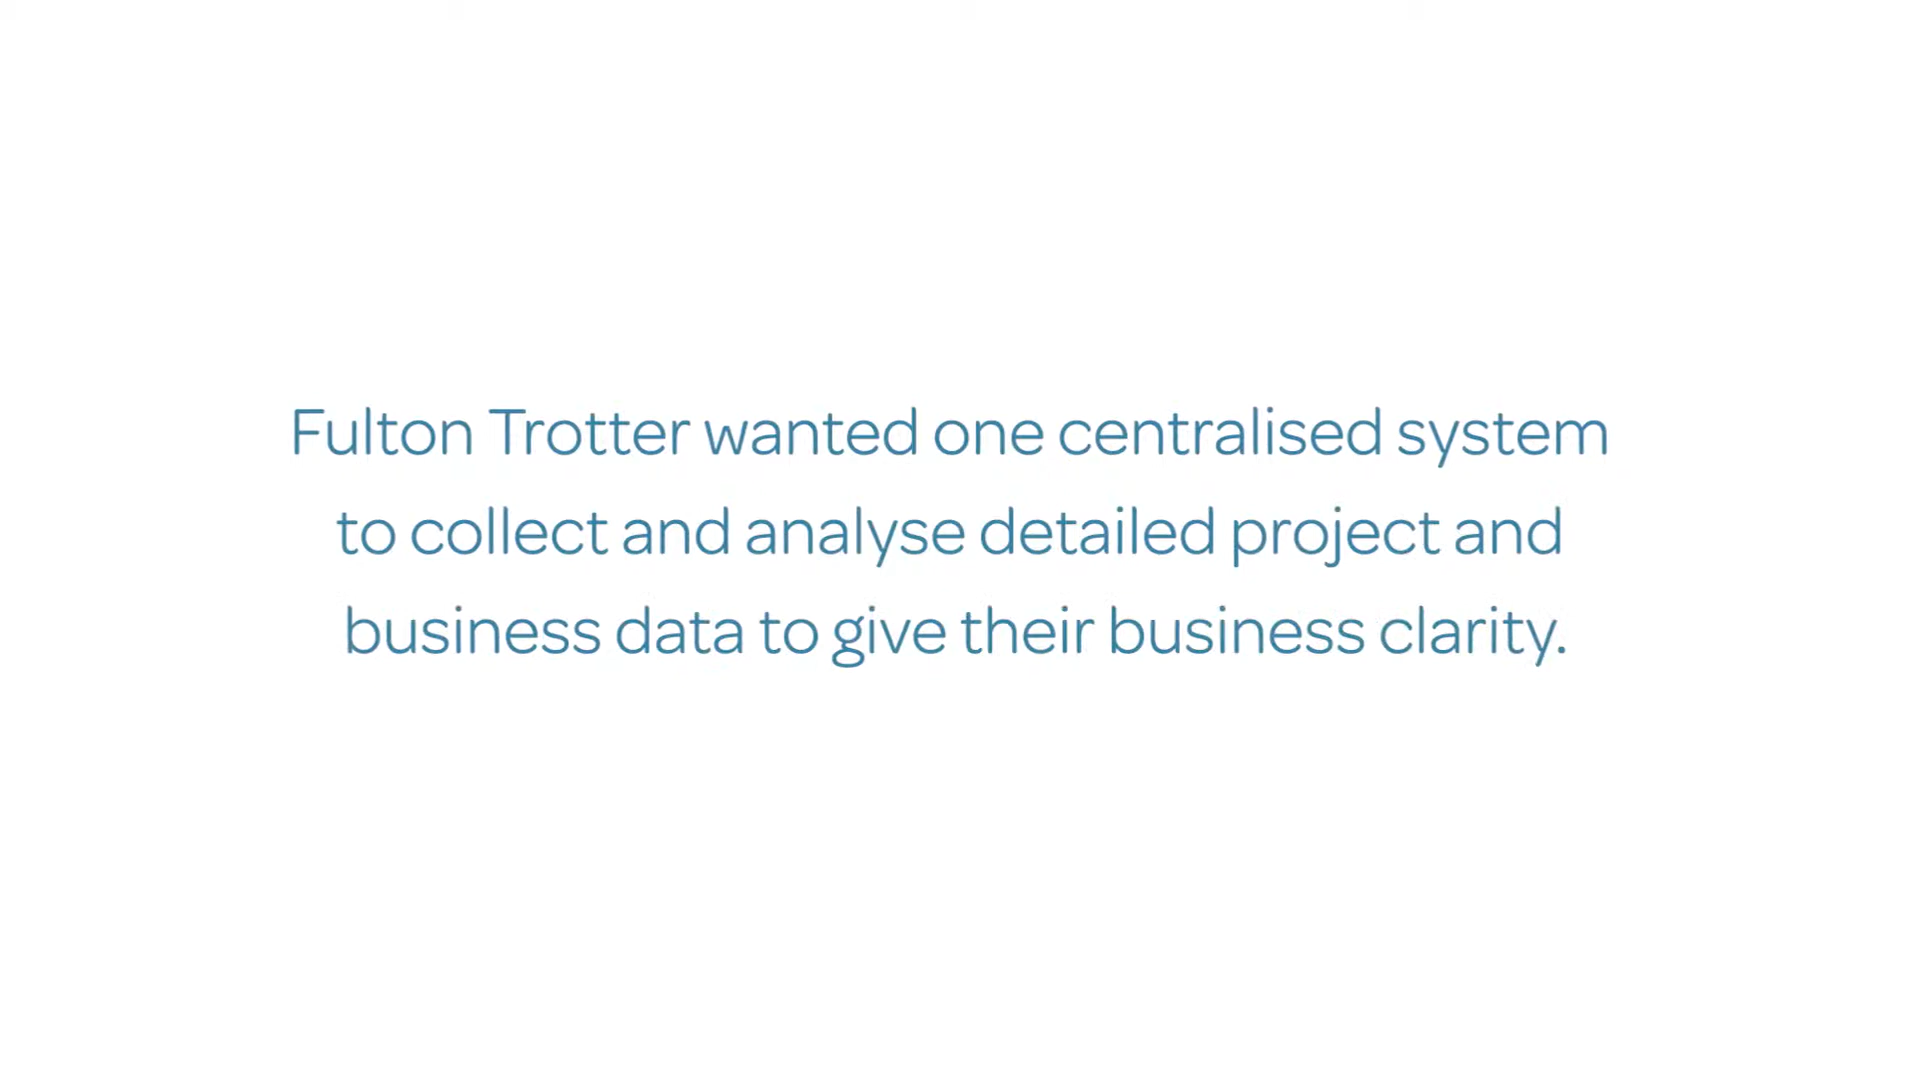 Fulton Trotter wanted one centralised system
to collect and analyse detailed project and
business data to give their business clarity.